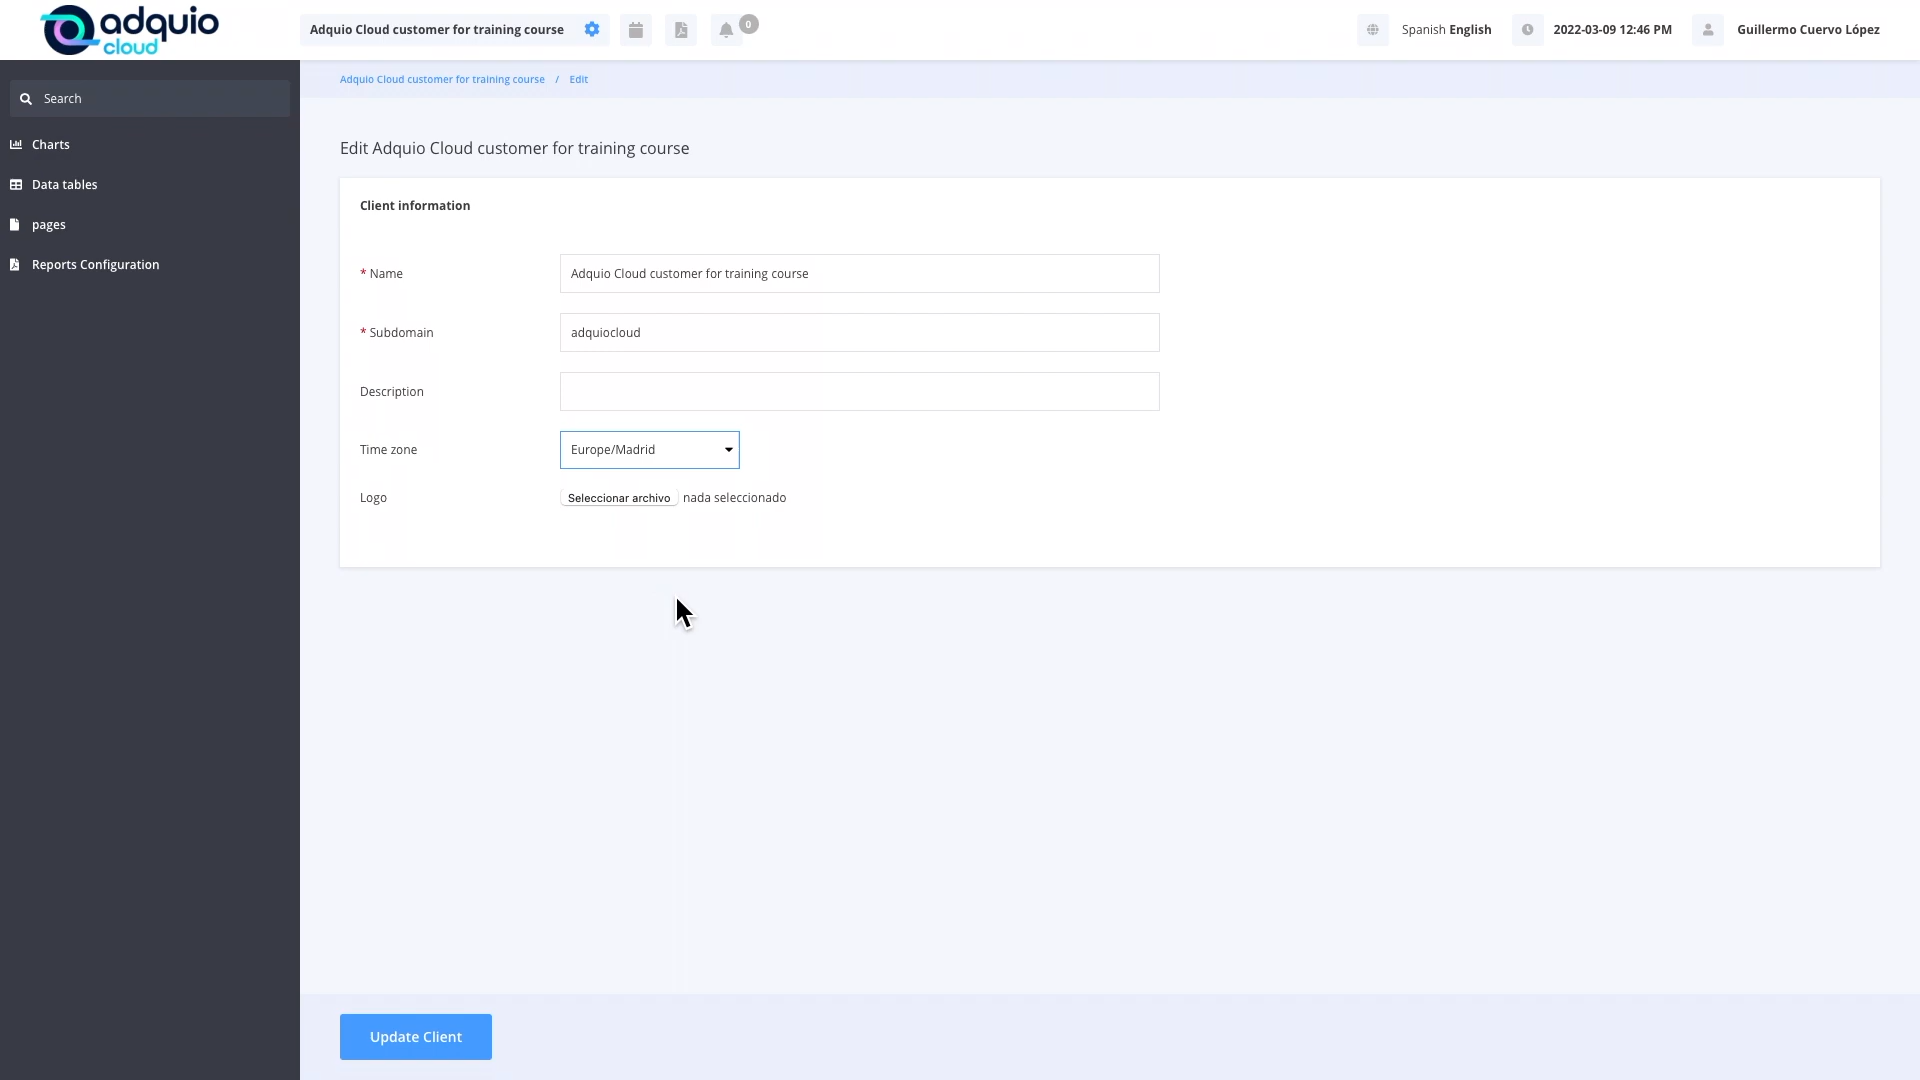 adquio
cloud
Adquio Cloud customer for training course
0
Spanish English
2022-03-09 12:46 PM
Guillermo Cuervo López
Adquio Cloud customer for training course / Edit
Search
Charts
Data tables
pages
Reports Configuration
Edit Adquio Cloud customer for training course
Client information
* Name
Adquio Cloud customer for training course
* Subdomain
adquiocloud
Description
Time zone
Europe/Madrid
Logo
Seleccionar archivo nada seleccionado
Update Client